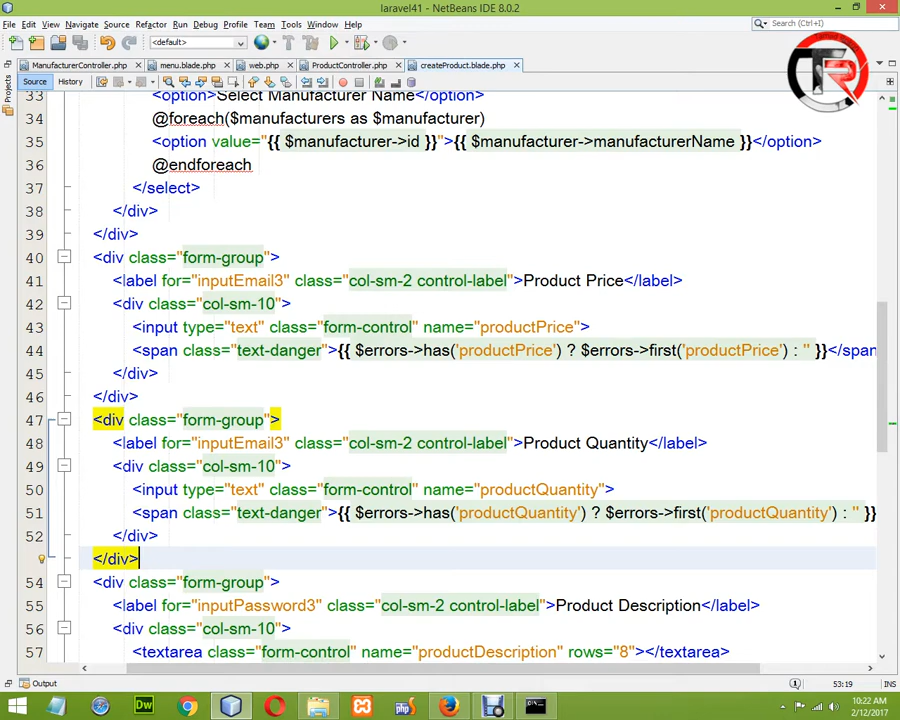 laravel41 - NetBeans IDE 8.0.2
File Edit View Navigate Source Refactor Run Debug Profile Team Tools Window Help
<default>
Search (Ctrl+I)
ManufacturerController.php menu.blade.php web.php ProductController.php createProduct.blade.php
Source History
Projects
TR
33 <option>Select Manufacturer Name</option>
34 @foreach($manufacturers as $manufacturer)
35 <option value="{{ $manufacturer->id }}">{{ $manufacturer->manufacturerName }}</option>
36 @endforeach
37 </select>
38 </div>
39 </div>
40 <div class="form-group">
41 <label for="inputEmail3" class="col-sm-2 control-label">Product Price</label>
42 <div class="col-sm-10">
43 <input type="text" class="form-control" name="productPrice">
44 <span class="text-danger">{{ $errors->has('productPrice') ? $errors->first('productPrice') : '' }}</span
45 </div>
46 </div>
47 <div class="form-group">
48 <label for="inputEmail3" class="col-sm-2 control-label">Product Quantity</label>
49 <div class="col-sm-10">
50 <input type="text" class="form-control" name="productQuantity">
51 <span class="text-danger">{{ $errors->has('productQuantity') ? $errors->first('productQuantity') : '' }}
52 </div>
</div>
54 <div class="form-group">
55 <label for="inputPassword3" class="col-sm-2 control-label">Product Description</label>
56 <div class="col-sm-10">
57 <textarea class="form-control" name="productDescription" rows="8"></textarea>
Output
53:19 INS
Dw php
10:22 AM
2/12/2017